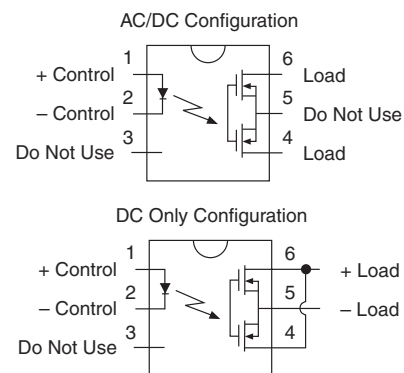 AC/DC Configuration
1
6
+ Control
Load
2
5
– Control
Do Not Use
3
4
Do Not Use
Load
DC Only Configuration
1
6
+ Control
+ Load
2
5
– Control
– Load
3
4
Do Not Use